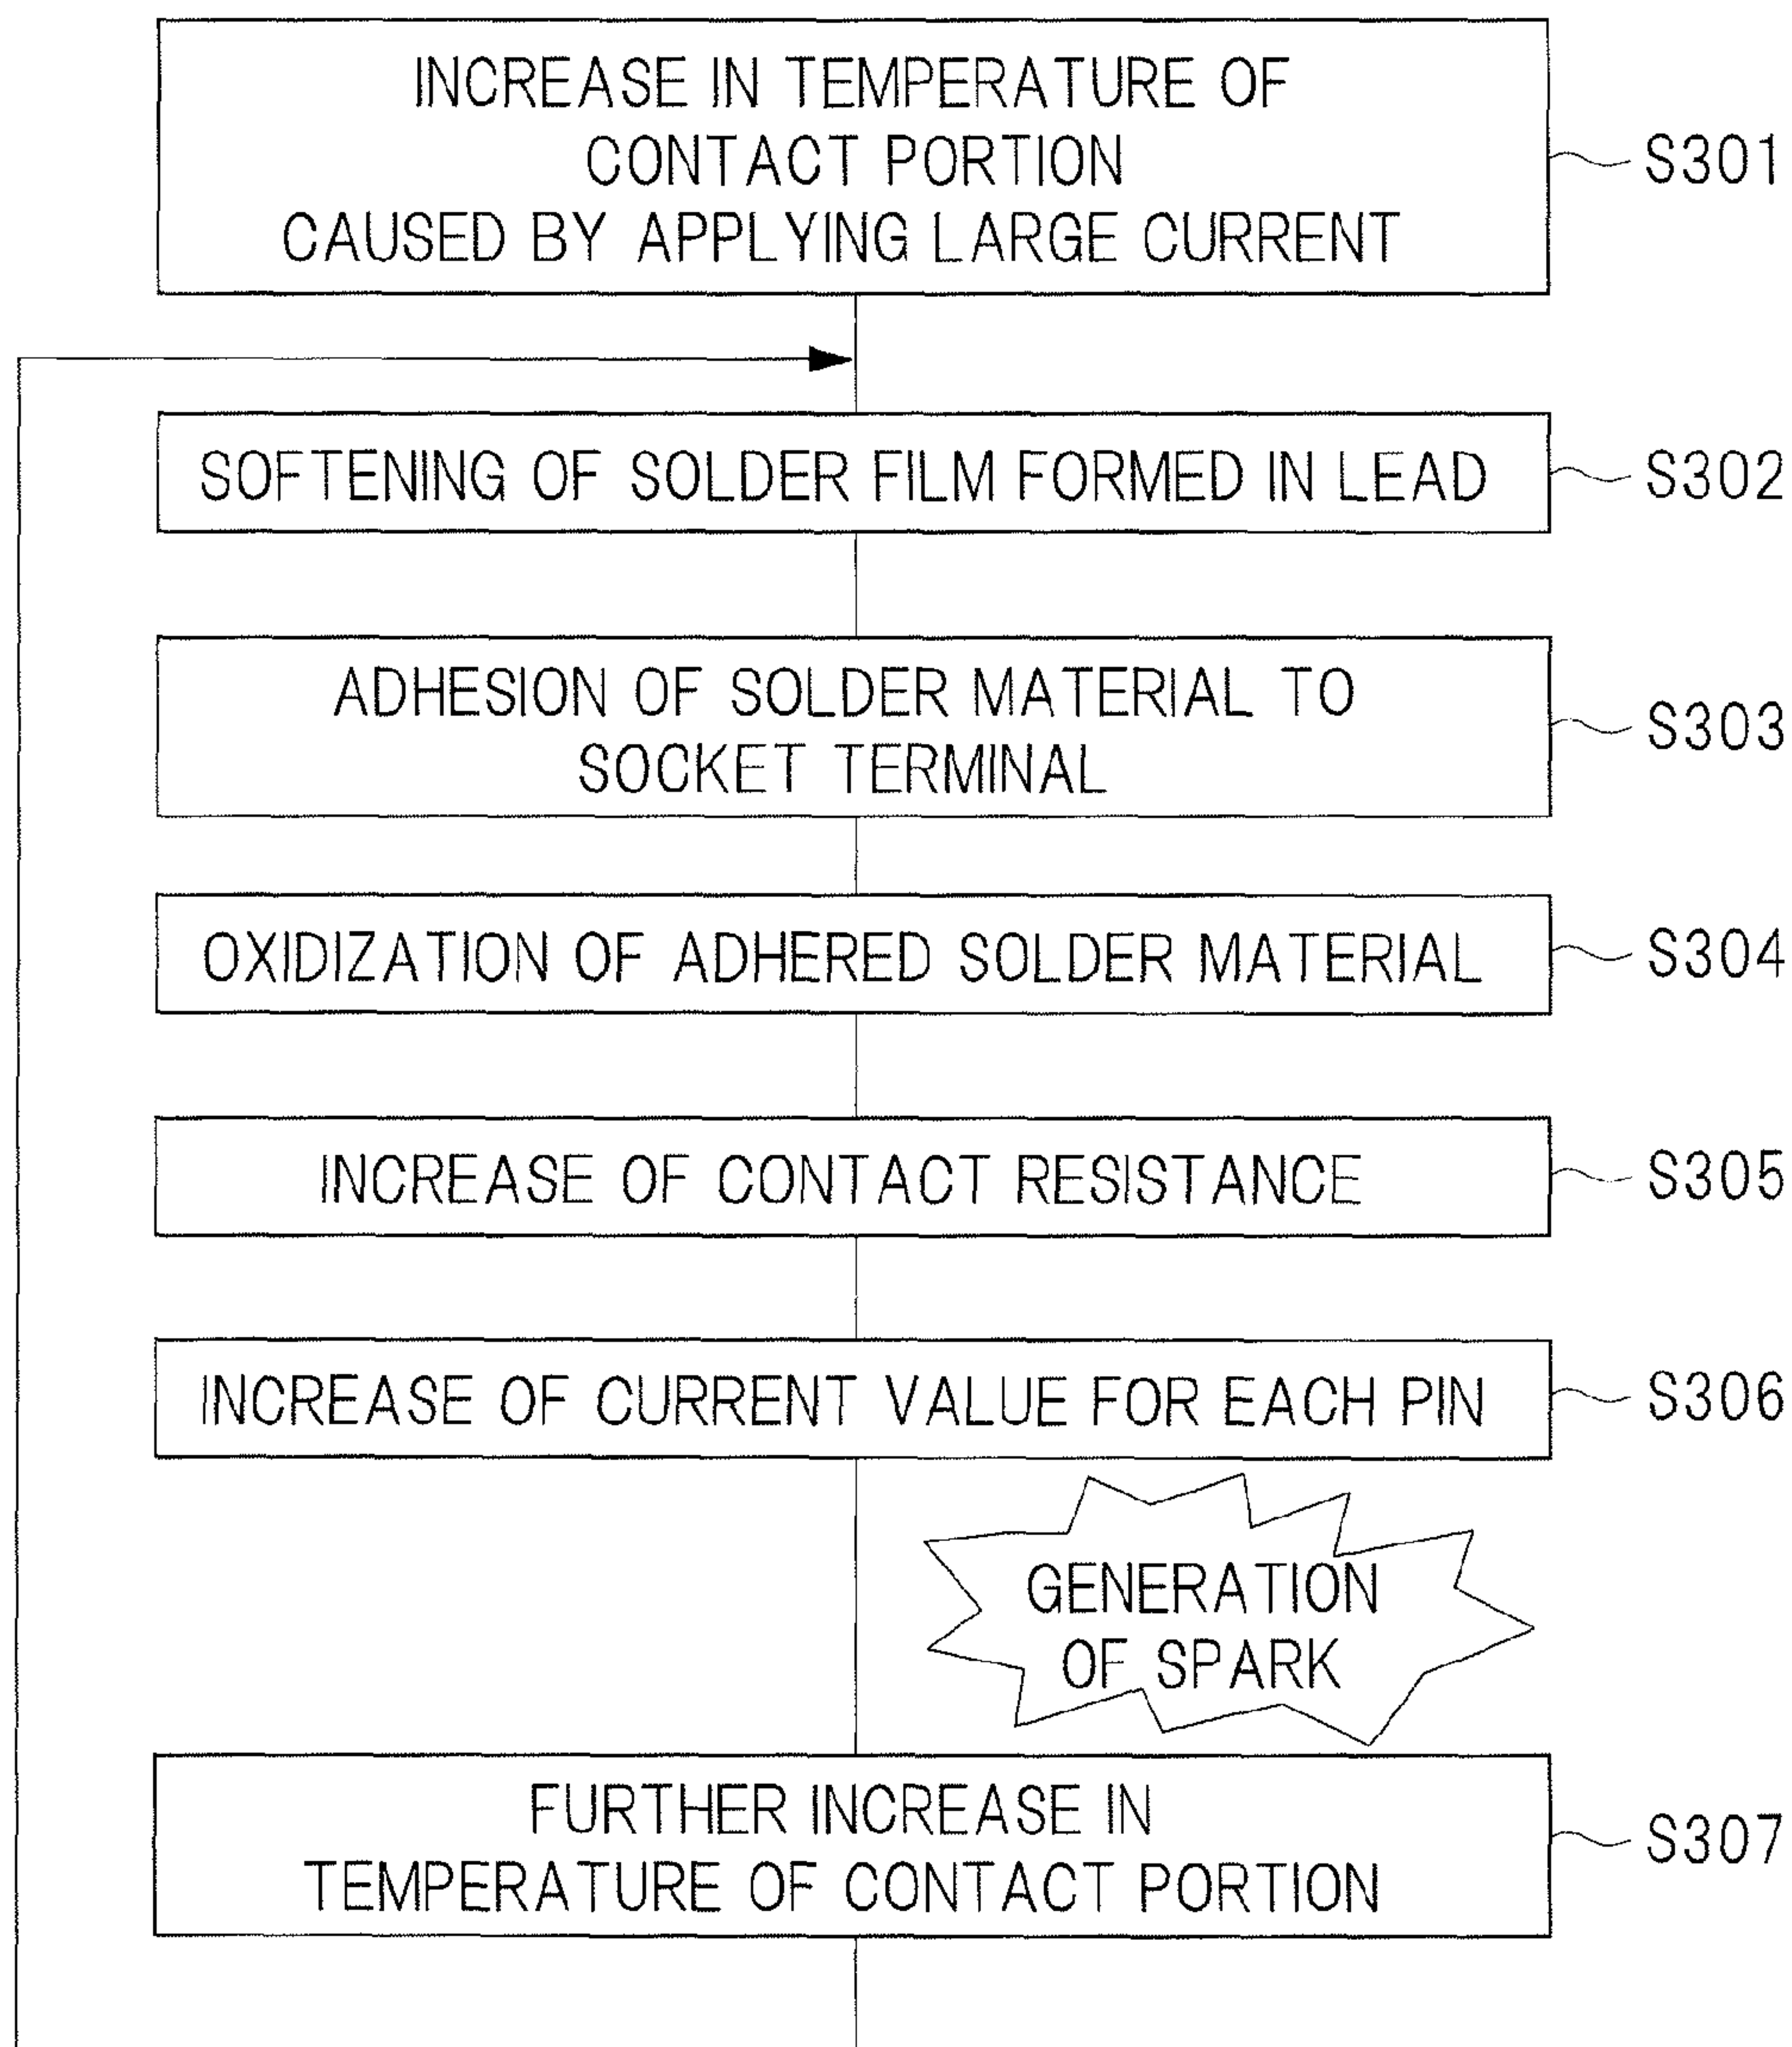 INCREASE IN TEMPERATURE OF
CONTACT PORTION
CAUSED BY APPLYING LARGE CURRENT
S301
SOFTENING OF SOLDER FILM FORMED IN LEAD
S302
ADHESION OF SOLDER MATERIAL TO
SOCKET TERMINAL
S303
OXIDIZATION OF ADHERED SOLDER MATERIAL
S304
INCREASE OF CONTACT RESISTANCE
S305
INCREASE OF CURRENT VALUE FOR EACH PIN
S306
GENERATION
OF SPARK
FURTHER INCREASE IN
TEMPERATURE OF CONTACT PORTION
S307